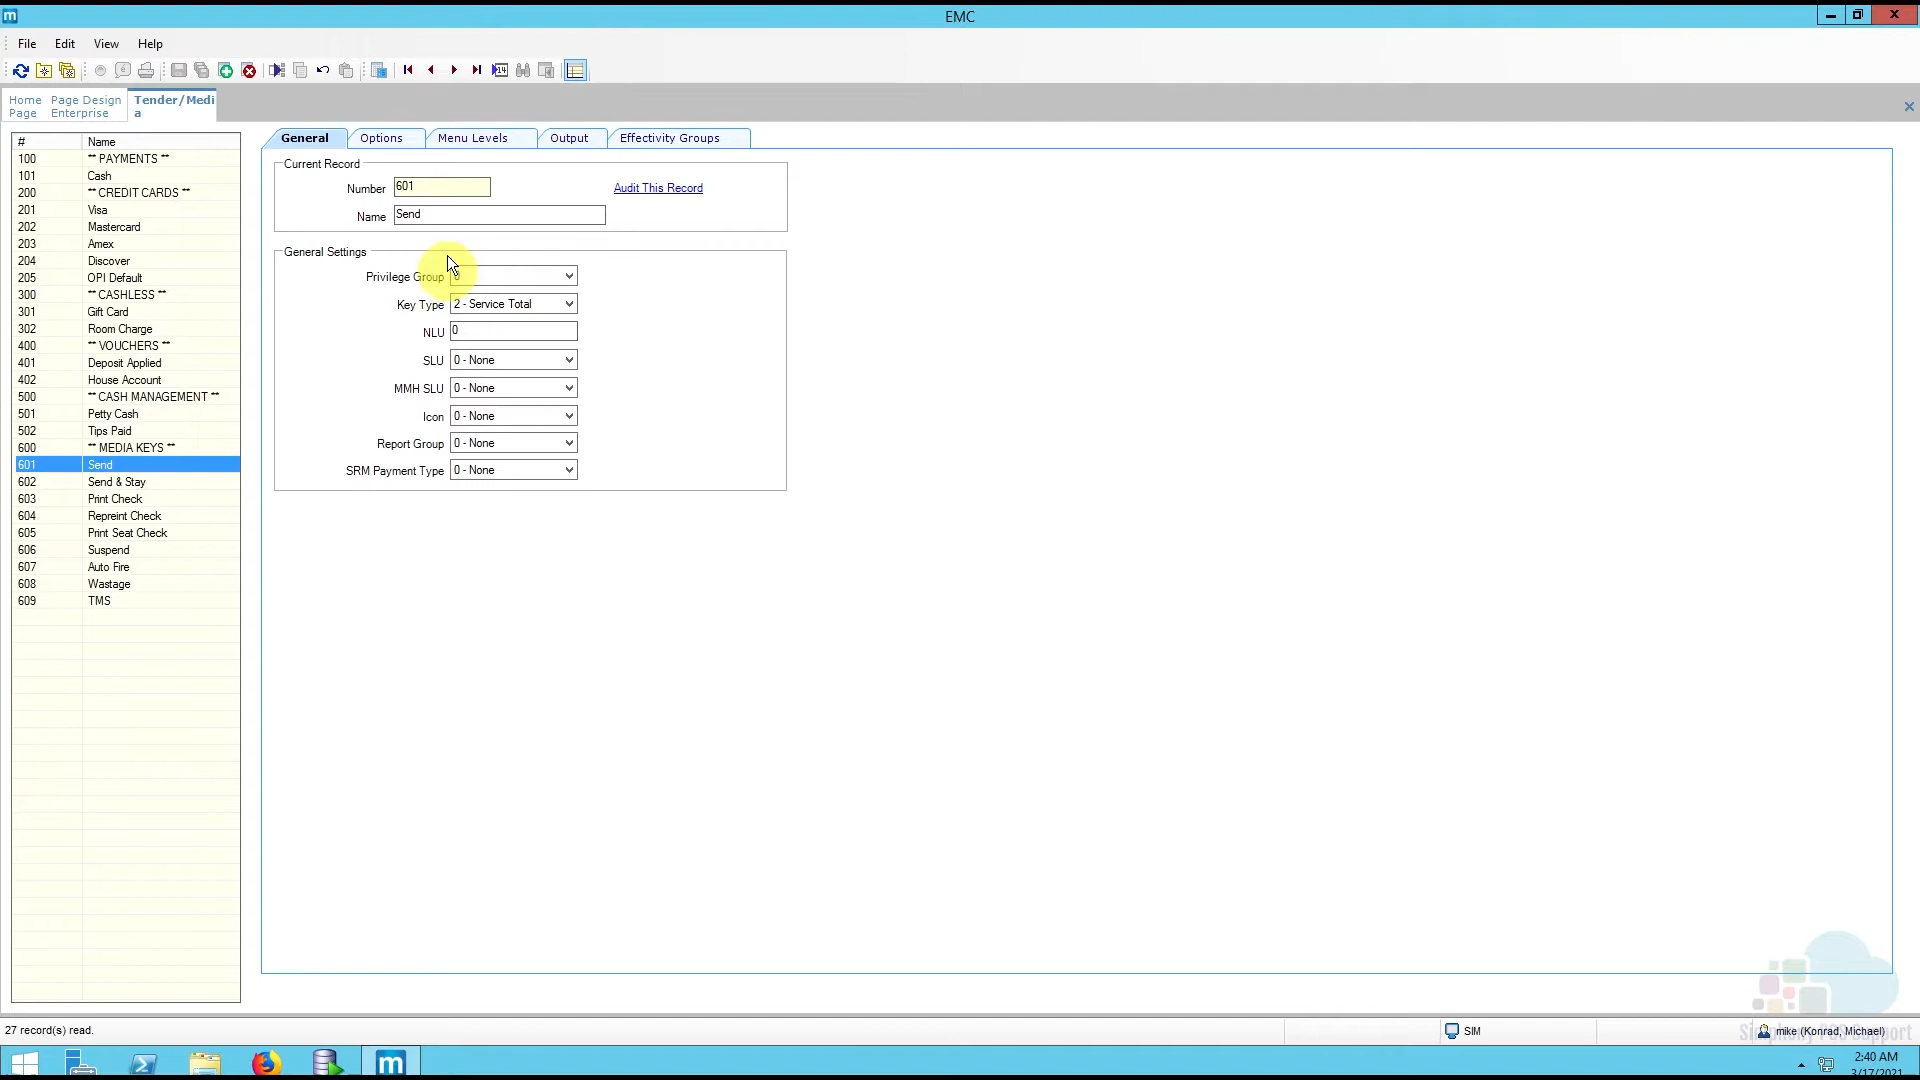 EMC
File Edit View Help
Home Page
Page Design Enterprise
Tender/Medi
a
# Name
100 ** PAYMENTS **
101 Cash
200 ** CREDIT CARDS **
201 Visa
202 Mastercard
203 Amex
204 Discover
205 OPI Default
300 ** CASHLESS **
301 Gift Card
302 Room Charge
400 ** VOUCHERS **
401 Deposit Applied
402 House Account
500 ** CASH MANAGEMENT **
501 Petty Cash
502 Tips Paid
600 ** MEDIA KEYS **
601 Send
602 Send & Stay
603 Print Check
604 Repreint Check
605 Print Seat Check
606 Suspend
607 Auto Fire
608 Wastage
609 TMS
General Options Menu Levels Output Effectivity Groups
Current Record
Number 601 Audit This Record
Name Send
General Settings
Privilege Group
Key Type 2 - Service Total
NLU 0
SLU 0 - None
MMH SLU 0 - None
Icon 0 - None
Report Group 0 - None
SRM Payment Type 0 - None
27 record(s) read.
SIM
mike (Konrad, Michael)
Support
2:40 AM
3/17/2021